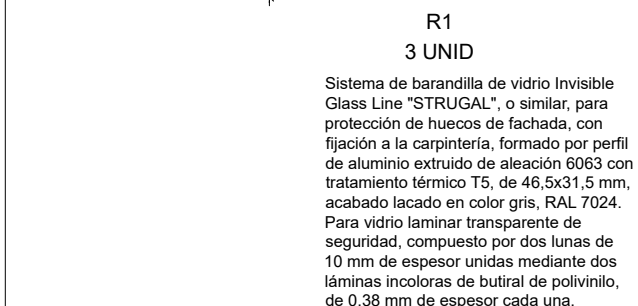 R1
3 UNID
Sistema de barandilla de vidrio Invisible
Glass Line "STRUGAL", o similar, para
protección de huecos de fachada, con
fijación a la carpintería, formado por perfil
de aluminio extruido de aleación 6063 con
tratamiento térmico T5, de 46,5x31,5 mm,
acabado lacado en color gris, RAL 7024.
Para vidrio laminar transparente de
seguridad, compuesto por dos lunas de
10 mm de espesor unidas mediante dos
láminas incoloras de butiral de polivinilo,
de 0,38 mm de espesor cada una.